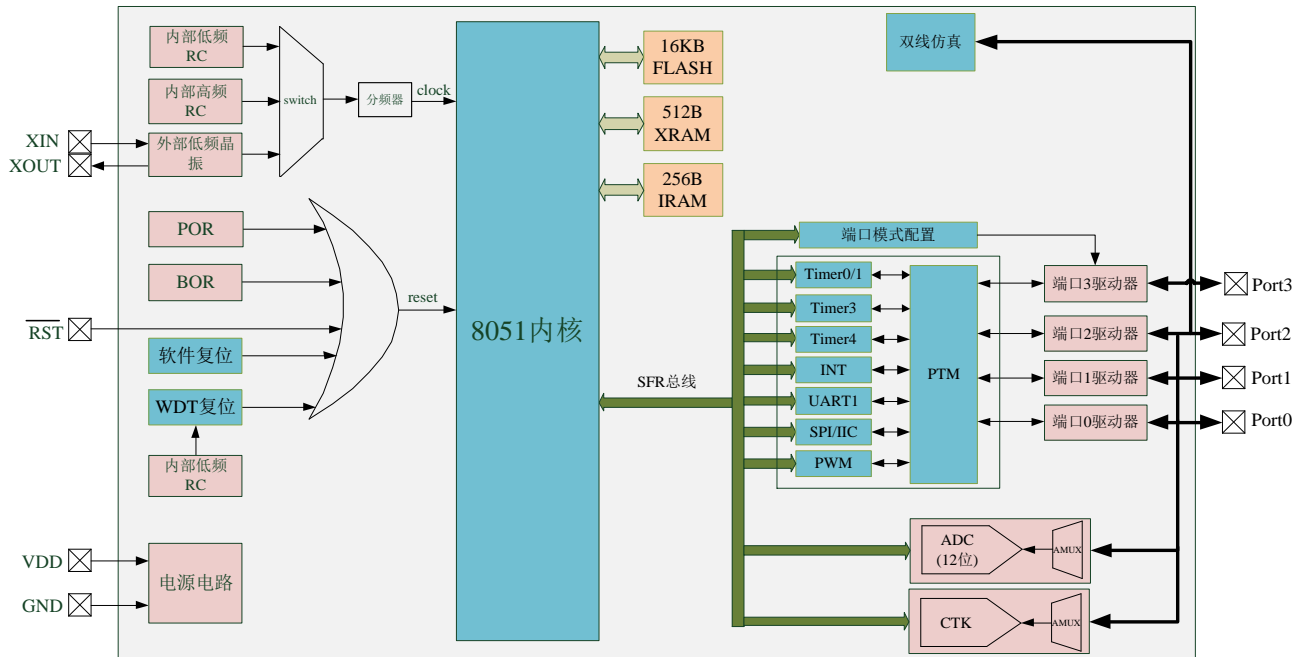 内部低频
RC
内部高频
RC
外部低频晶
振
XIN
XOUT
switch
分频器
clock
POR
BOR
RST
软件复位
WDT复位
内部低频
RC
reset
VDD
GND
电源电路
8051内核
16KB
FLASH
512B
XRAM
256B
IRAM
双线仿真
SFR总线
端口模式配置
Timer0/1
Timer3
Timer4
INT
UART1
SPI/IIC
PWM
PTM
端口3驱动器
端口2驱动器
端口1驱动器
端口0驱动器
Port3
Port2
Port1
Port0
ADC
(12位)
AMUX
CTK
AMUX